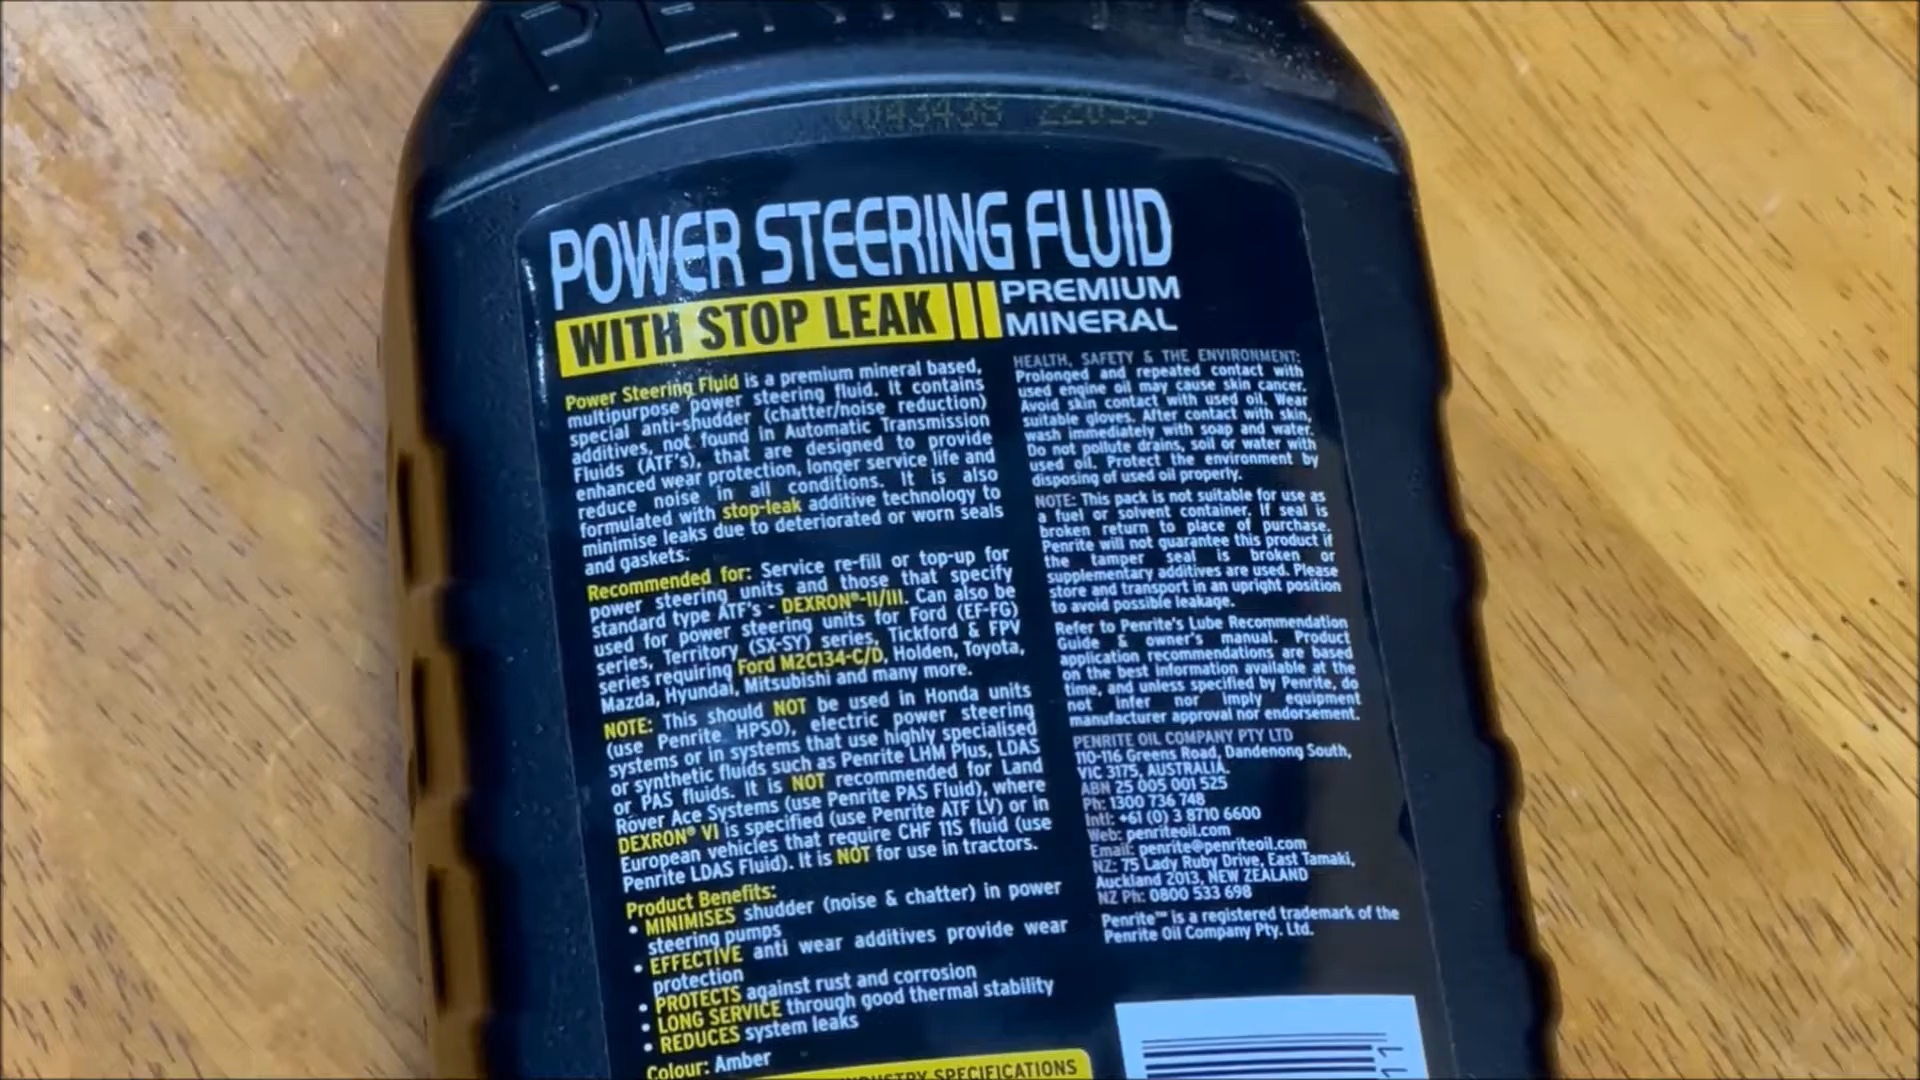 PENRITE
POWER STEERING FLUID
WITH STOP LEAK
PREMIUM
MINERAL
Power Steering Fluid is a premium mineral based,
multipurpose power steering fluid. It contains
special anti-shudder (chatter/noise reduction)
additives, not found in Automatic Transmission
Fluids (ATF's), that are designed to provide
enhanced wear protection, longer service life and
reduce noise in all conditions. It is also
formulated with stop-leak additive technology to
minimise leaks due to deteriorated or worn seals
and gaskets.
Recommended for: Service re-fill or top-up for
power steering units and those that specify
standard type ATF's - DEXRON®-II/III. Can also be
used for power steering units for Ford (EF-FG)
series, Territory (SX-SY) series, Tickford & FPV
series requiring Ford M2C134-C/D, Holden, Toyota,
Mazda, Hyundai, Mitsubishi and many more.
NOTE: This should NOT be used in Honda units
(use Penrite HPSO), electric power steering
systems or in systems that use highly specialised
or synthetic fluids such as Penrite LHM Plus, LDAS
or PAS fluids. It is NOT recommended for Land
Rover Ace Systems (use Penrite PAS Fluid), where
DEXRON® VI is specified (use Penrite ATF LV) or in
European vehicles that require CHF 11S fluid (use
Penrite LDAS Fluid). It is NOT for use in tractors.
Product Benefits:
• MINIMISES shudder (noise & chatter) in power
steering pumps
• EFFECTIVE anti wear additives provide wear
protection
• PROTECTS against rust and corrosion
• LONG SERVICE through good thermal stability
• REDUCES system leaks
Colour: Amber
INDUSTRY SPECIFICATIONS
HEALTH, SAFETY & THE ENVIRONMENT:
Prolonged and repeated contact with
used engine oil may cause skin cancer.
Avoid skin contact with used oil. Wear
suitable gloves. After contact with skin,
wash immediately with soap and water.
Do not pollute drains, soil or water with
used oil. Protect the environment by
disposing of used oil properly.
NOTE: This pack is not suitable for use as
a fuel or solvent container. If seal is
broken return to place of purchase.
Penrite will not guarantee this product if
the tamper seal is broken or
supplementary additives are used. Please
store and transport in an upright position
to avoid possible leakage.
Refer to Penrite's Lube Recommendation
Guide & owner's manual. Product
application recommendations are based
on the best information available at the
time, and unless specified by Penrite, do
not infer nor imply equipment
manufacturer approval nor endorsement.
PENRITE OIL COMPANY PTY LTD
110-116 Greens Road, Dandenong South,
VIC 3175, AUSTRALIA.
ABN 25 005 001 525
Ph: 1300 736 748
Intl: +61 (0) 3 8710 6600
Web: penriteoil.com
Email: penrite@penriteoil.com
NZ: 75 Lady Ruby Drive, East Tamaki,
Auckland 2013, NEW ZEALAND
NZ Ph: 0800 533 698
Penrite™ is a registered trademark of the
Penrite Oil Company Pty. Ltd.